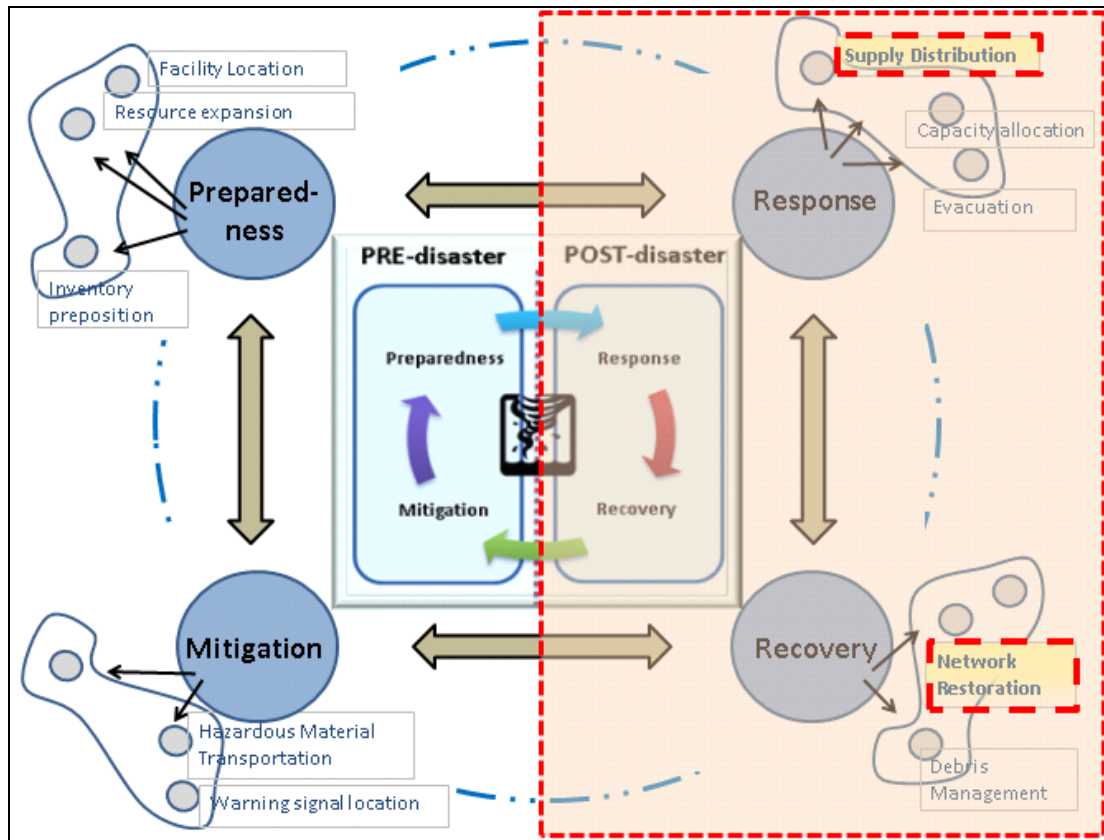 Facility Location
Resource expansion
Prepared-
ness
Inventory
preposition
Supply Distribution
Capacity allocation
Response
Evacuation
PRE-disaster
POST-disaster
Preparedness
Response
Mitigation
Recovery
Mitigation
Hazardous Material
Transportation
Warning signal location
Recovery
Network
Restoration
Debris
Management